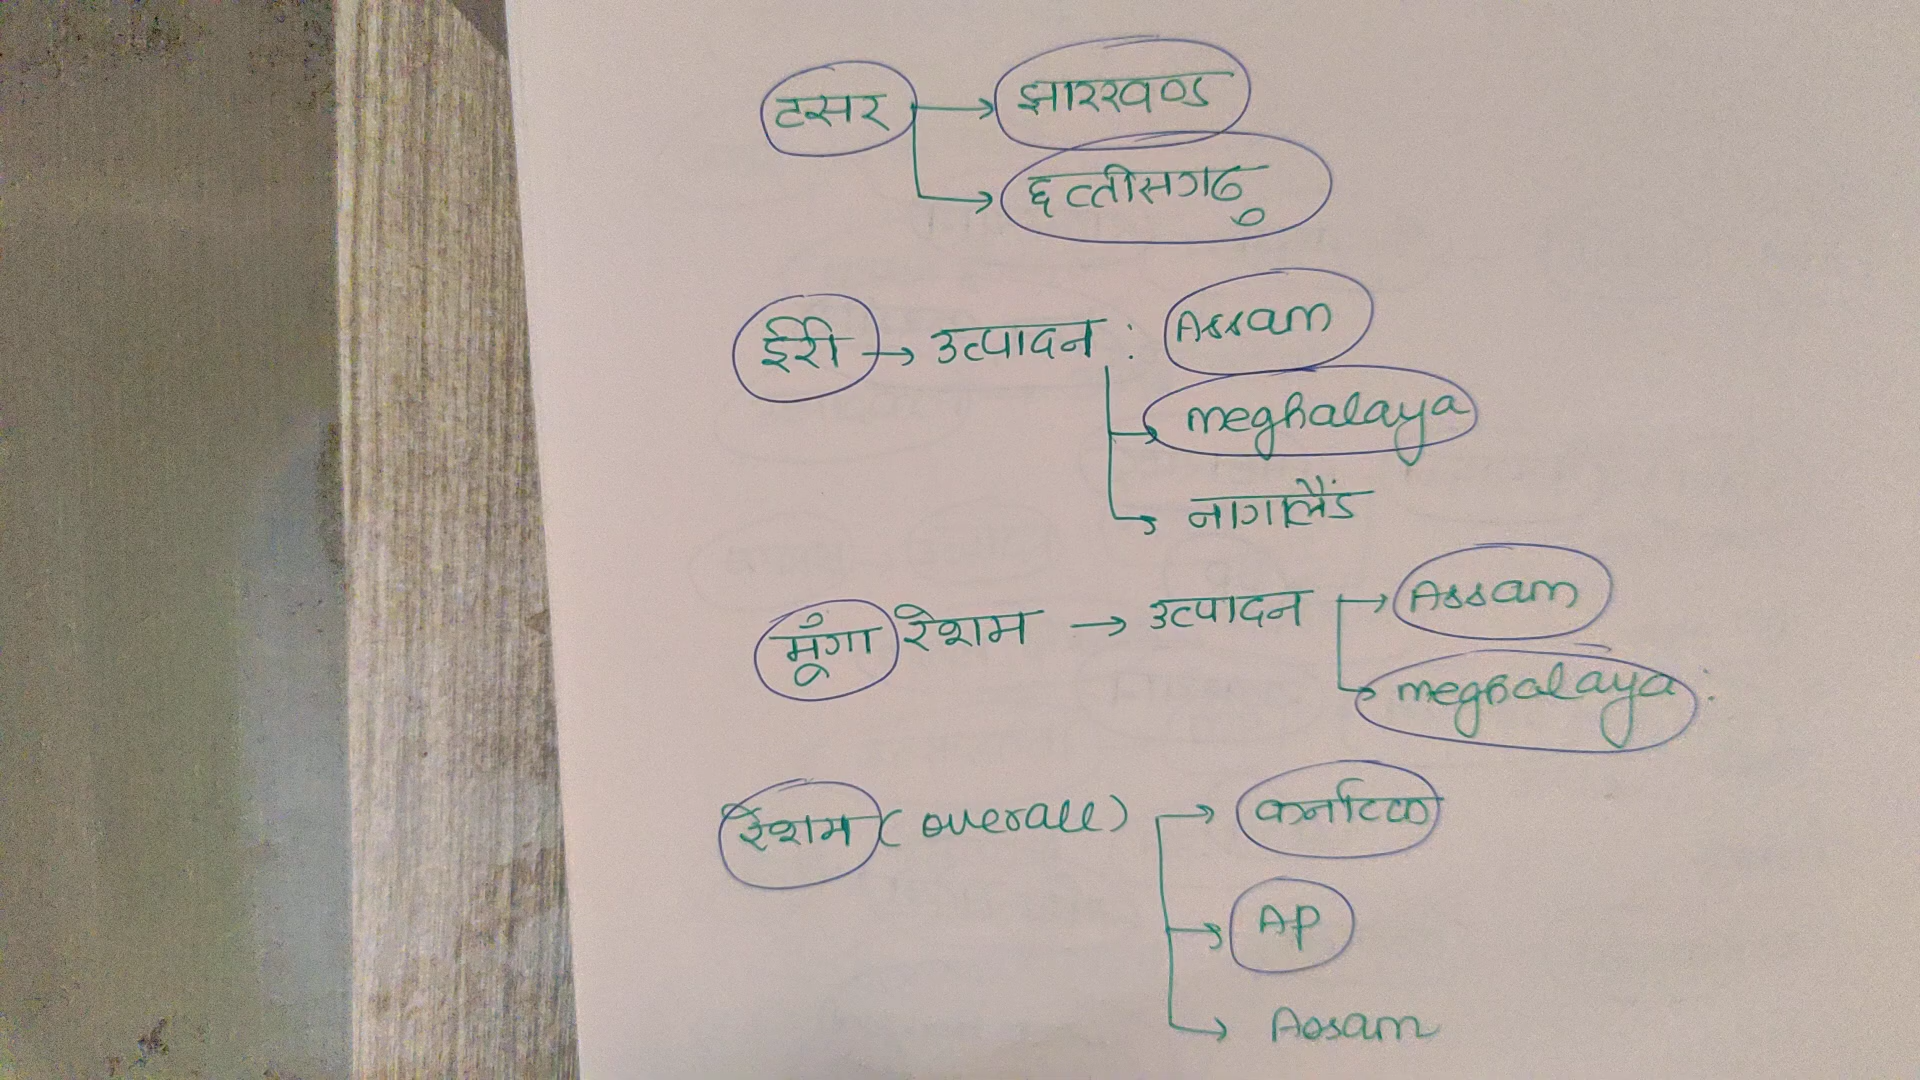 टसर → झारखण्ड
→ छत्तीसगढ़
ईरी → उत्पादन : Assam
→ meghalaya
→ नागालैंड
मूँगा रेशम → उत्पादन → Assam
→ meghalaya :
रेशम (overall) → कर्नाटक
→ AP
→ Assam